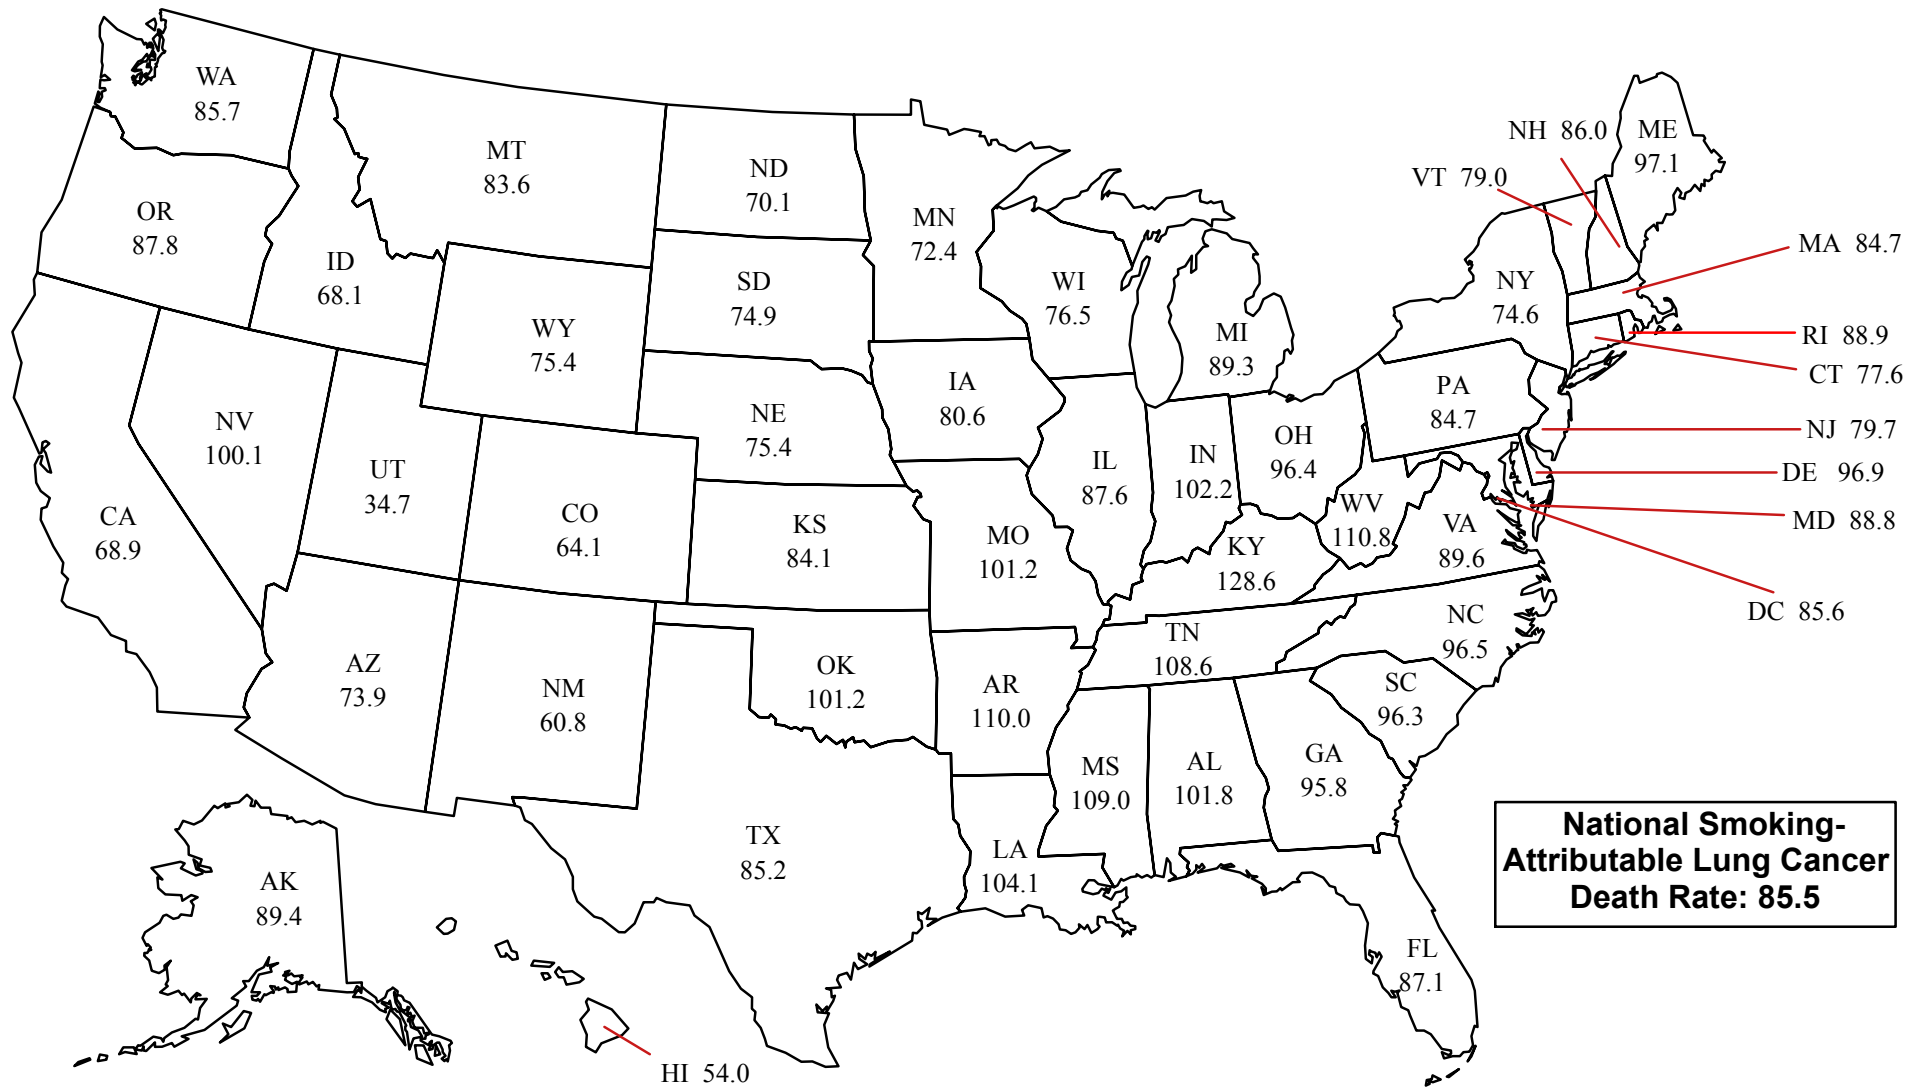 WA
85.7
MT
83.6
ND
70.1
MN
72.4
OR
87.8
ID
68.1
WY
75.4
SD
74.9
WI
76.5
MI
89.3
NY
74.6
VT 79.0
NH 86.0
ME
97.1
MA 84.7
RI 88.9
CT 77.6
NJ 79.7
DE 96.9
MD 88.8
DC 85.6
PA
84.7
IA
80.6
NE
75.4
NV
100.1
UT
34.7
CA
68.9
CO
64.1
KS
84.1
MO
101.2
IL
87.6
IN
102.2
OH
96.4
WV
110.8
VA
89.6
KY
128.6
TN
108.6
NC
96.5
SC
96.3
AZ
73.9
NM
60.8
OK
101.2
AR
110.0
MS
109.0
AL
101.8
GA
95.8
TX
85.2
LA
104.1
FL
87.1
AK
89.4
HI 54.0
National Smoking-
Attributable Lung Cancer
Death Rate: 85.5